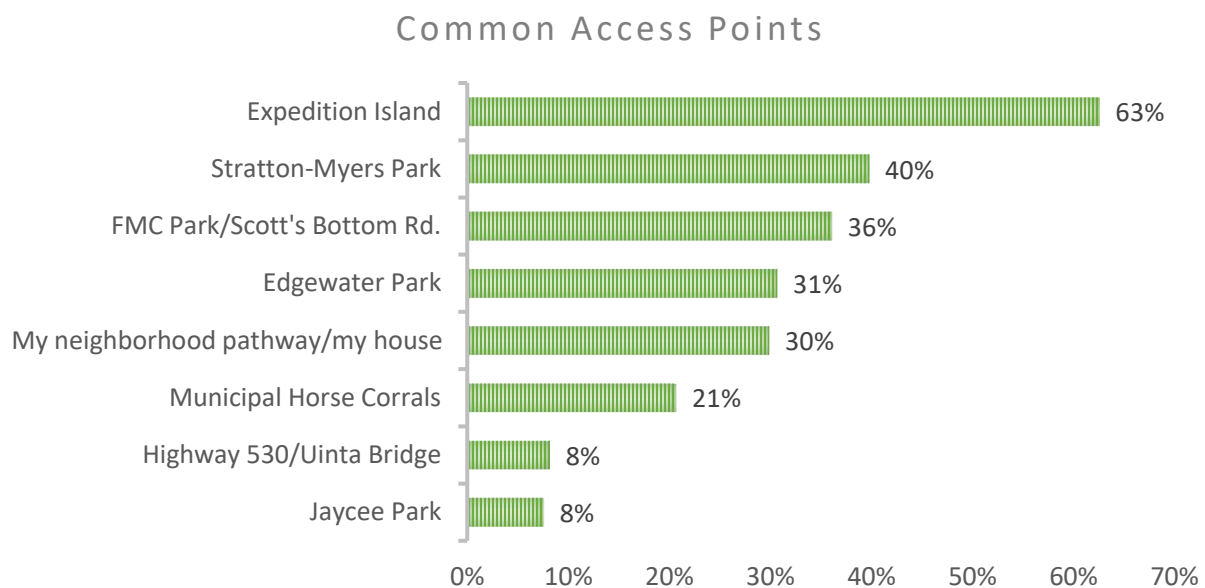 Common Access Points
Expedition Island 63%
Stratton-Myers Park 40%
FMC Park/Scott's Bottom Rd. 36%
Edgewater Park 31%
My neighborhood pathway/my house 30%
Municipal Horse Corrals 21%
Highway 530/Uinta Bridge 8%
Jaycee Park 8%
0% 10% 20% 30% 40% 50% 60% 70%